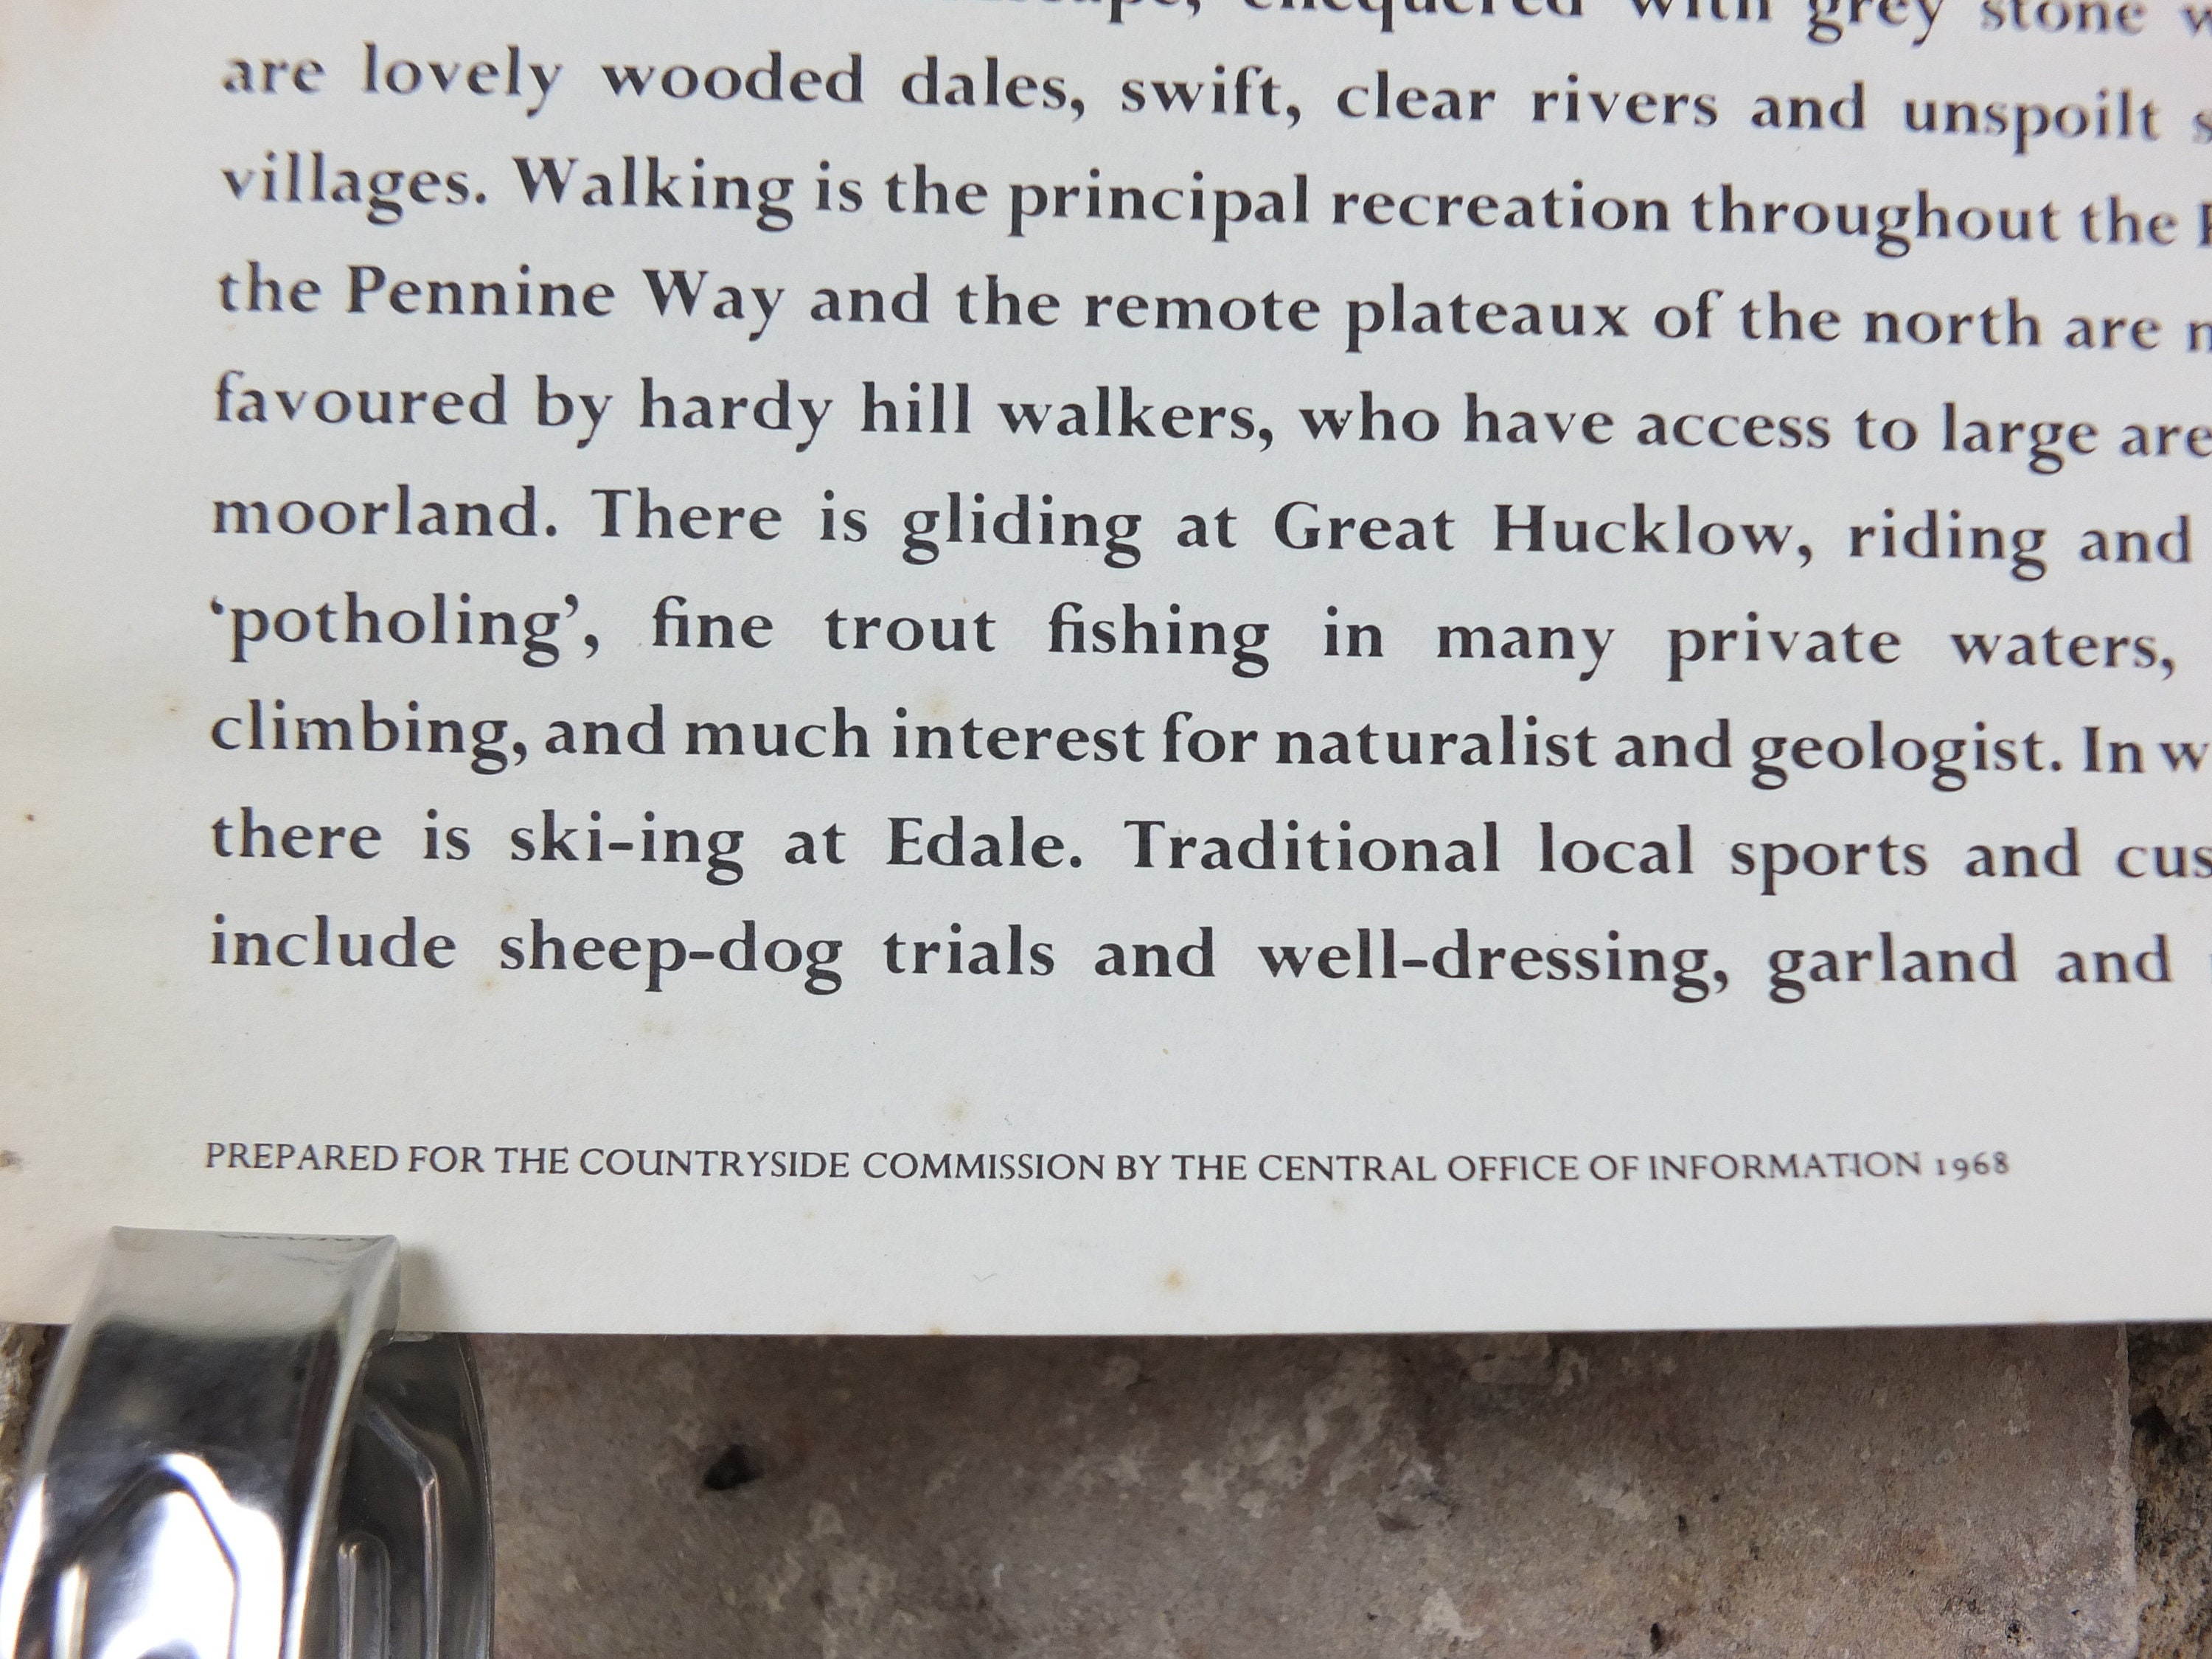 chequered with grey stone
are lovely wooded dales, swift, clear rivers and unspoilt
villages. Walking is the principal recreation throughout the
the Pennine Way and the remote plateaux of the north are
favoured by hardy hill walkers, who have access to large
moorland. There is gliding at Great Hucklow, riding and
‘potholing’, fine trout fishing in many private waters,
climbing, and much interest for naturalist and geologist. In
there is ski-ing at Edale. Traditional local sports and
include sheep-dog trials and well-dressing, garland and
PREPARED FOR THE COUNTRYSIDE COMMISSION BY THE CENTRAL OFFICE OF INFORMATION 1968